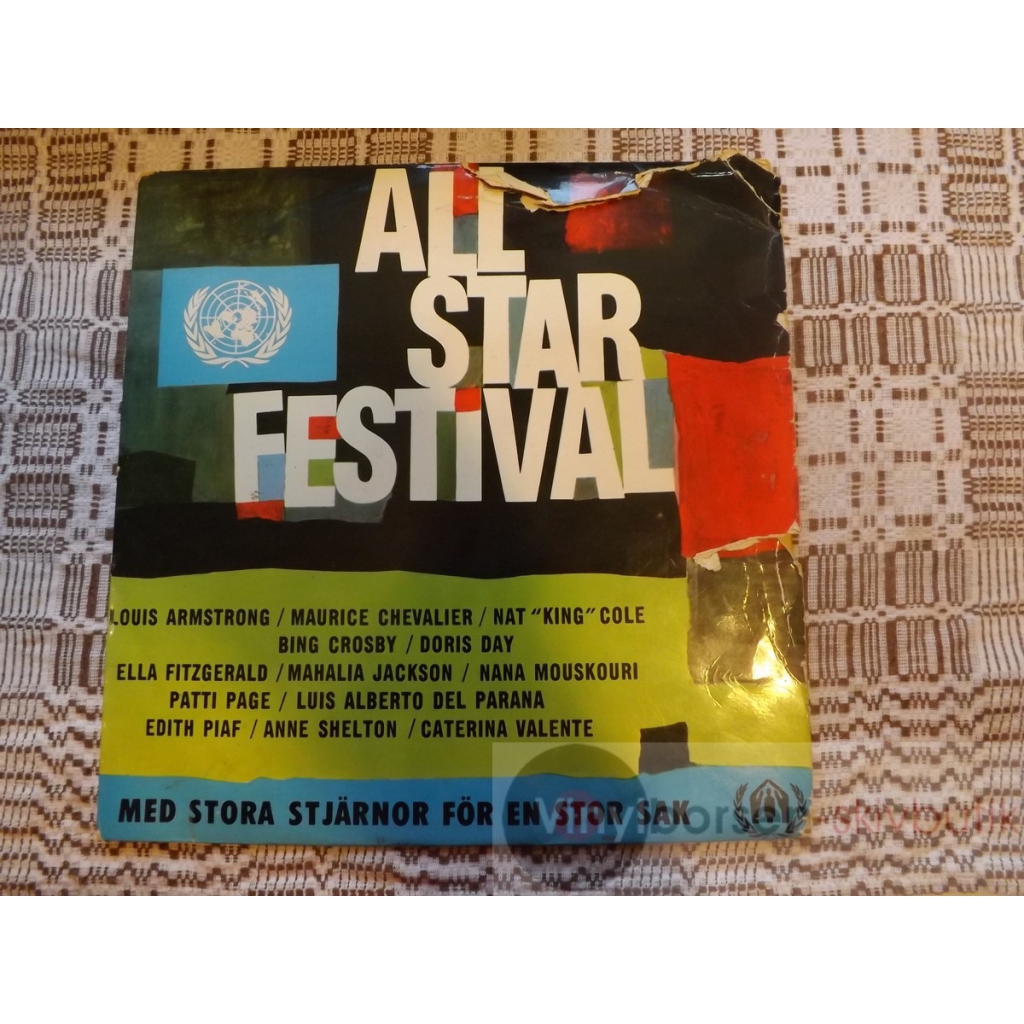 ALL
STAR
FESTiVAL
LOUIS ARMSTRONG / MAURICE CHEVALIER / NAT "KING" COLE
BING CROSBY / DORIS DAY
ELLA FITZGERALD / MAHALIA JACKSON / NANA MOUSKOURI
PATTI PAGE / LUIS ALBERTO DEL PARANA
EDITH PIAF / ANNE SHELTON / CATERINA VALENTE
MED STORA STJÄRNOR FÖR EN STOR SAK
Vinylbörsen skivbutik